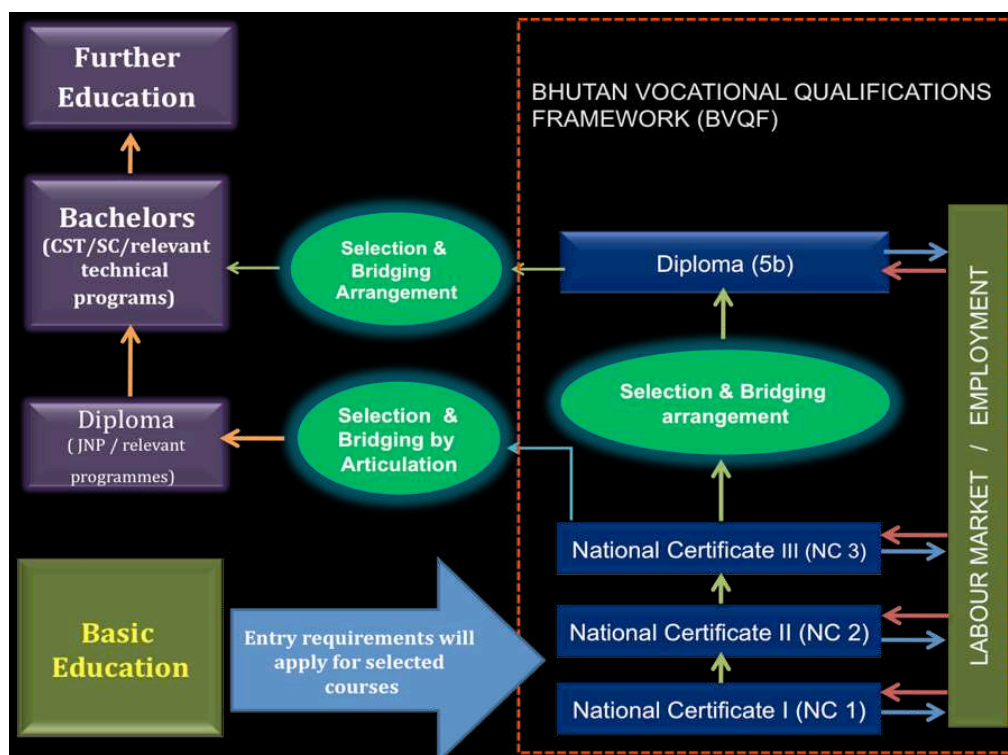 Further
Education
BHUTAN VOCATIONAL QUALIFICATIONS
FRAMEWORK (BVQF)
Bachelors
(CST/SC/relevant
technical
programs)
Selection &
Bridging
Arrangement
Diploma (5b)
LABOUR MARKET / EMPLOYMENT
Diploma
( JNP / relevant
programmes)
Selection &
Bridging by
Articulation
Selection & Bridging
arrangement
National Certificate III (NC 3)
Basic
Education
Entry requirements will
apply for selected
courses
National Certificate II (NC 2)
National Certificate I (NC 1)